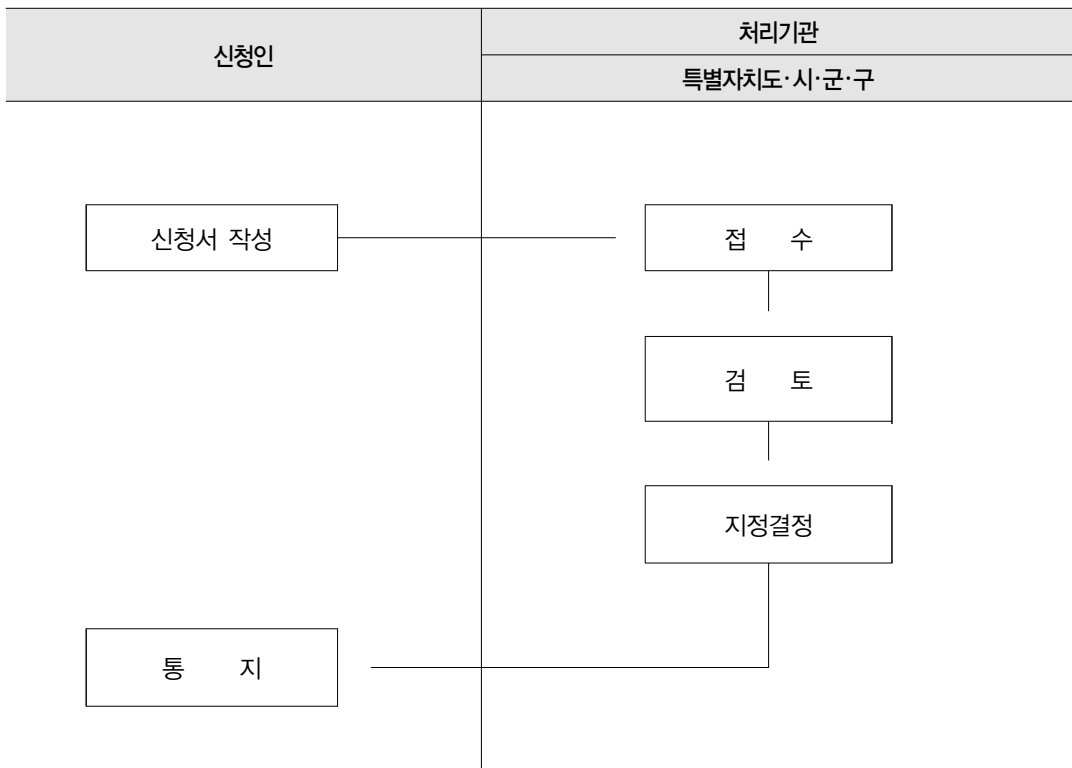 신청인
처리기관
특별자치도·시·군·구
신청서 작성
접 수
검 토
지정결정
통 지